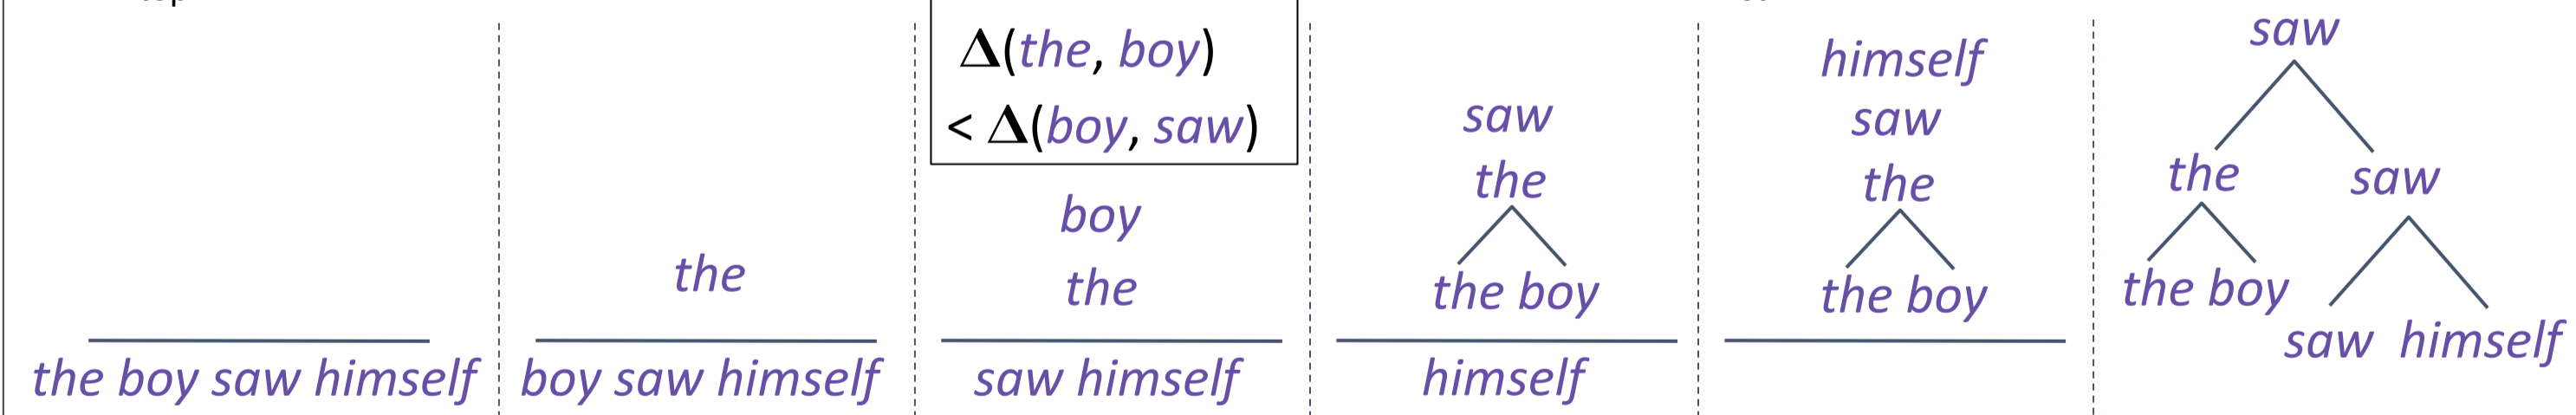 the boy saw himself
the
boy saw himself
Δ(the, boy)
< Δ(boy, saw)
boy
the
saw himself
saw
the
the boy
himself
himself
saw
the
the boy
saw
the saw
the boy
saw himself